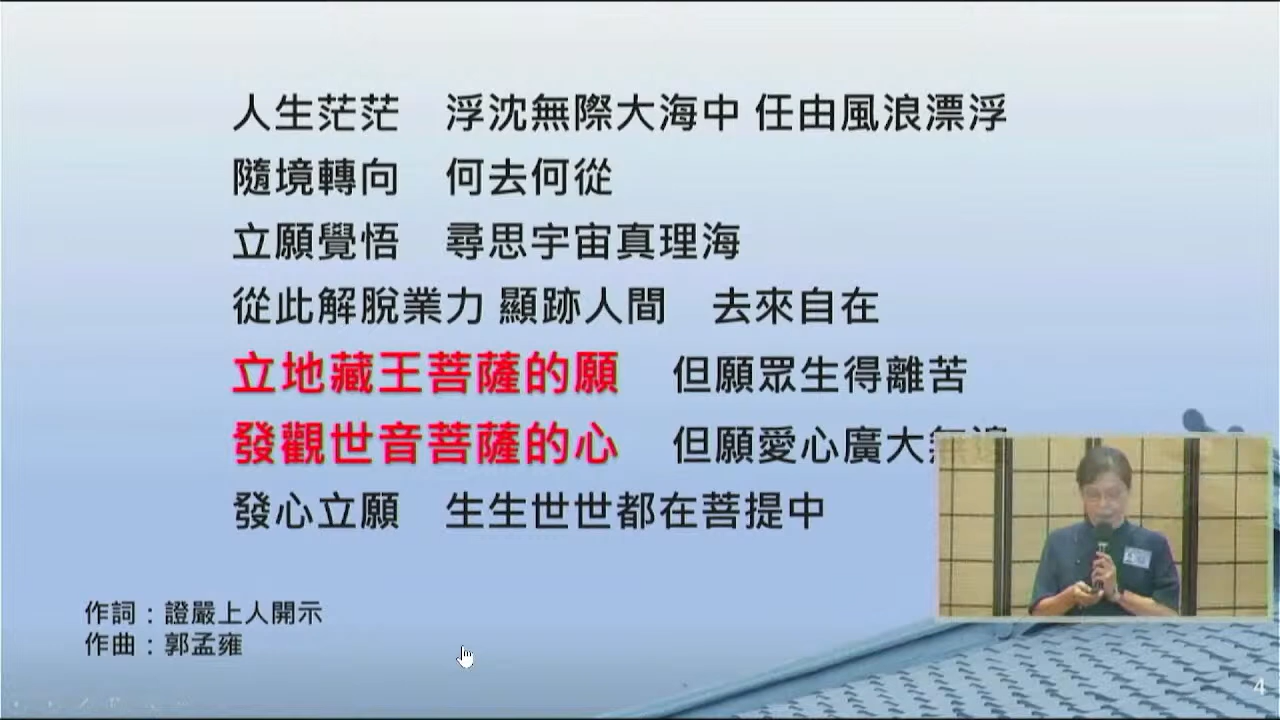 人生茫茫　浮沈無際大海中 任由風浪漂浮
隨境轉向　何去何從
立願覺悟　尋思宇宙真理海
從此解脫業力 顯跡人間　去來自在
立地藏王菩薩的願　但願眾生得離苦
發觀世音菩薩的心　但願愛心廣大無邊
發心立願　生生世世都在菩提中
作詞：證嚴上人開示
作曲：郭孟雍
4